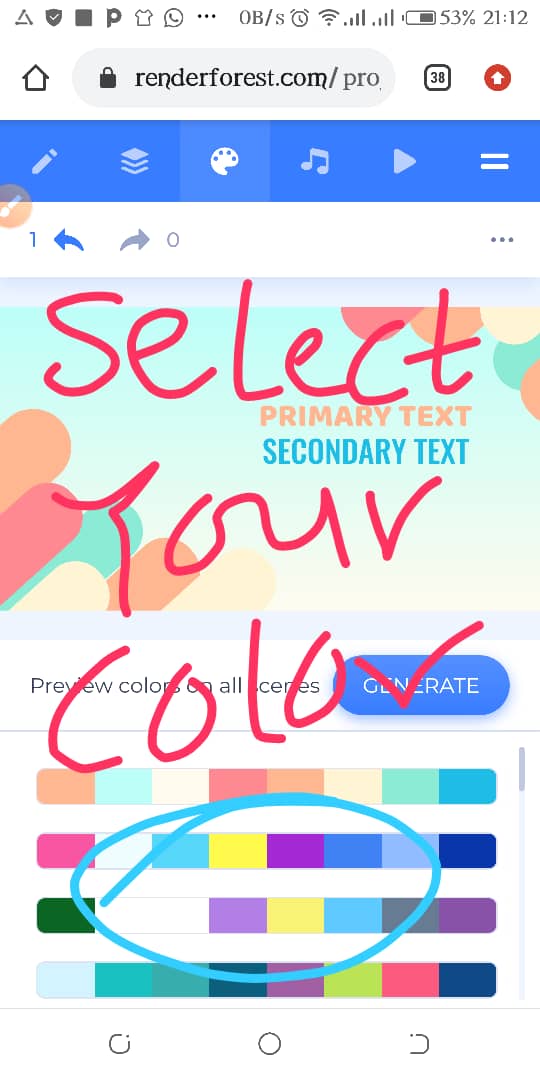 0B/s 53% 21:12
renderforest.com/pro 38
1 0
Select
PRIMARY TEXT
SECONDARY TEXT
Your
Color
Preview colors on all scenes GENERATE